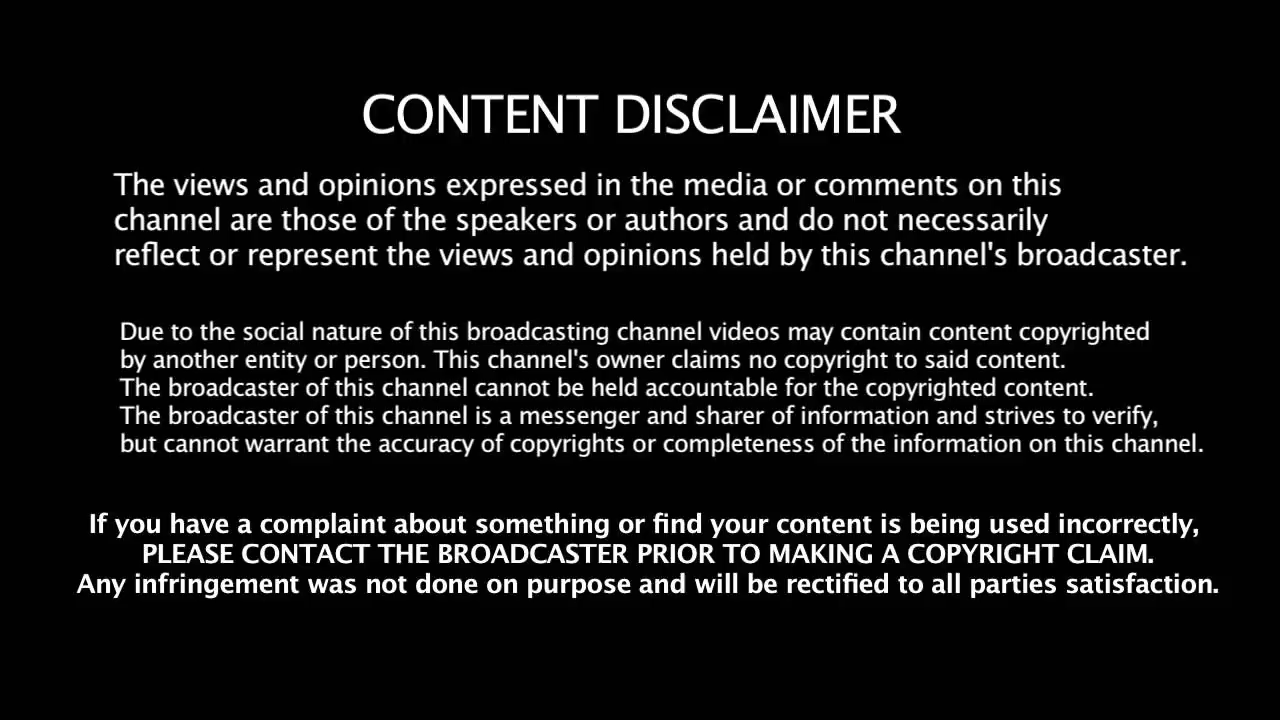 CONTENT DISCLAIMER
The views and opinions expressed in the media or comments on this
channel are those of the speakers or authors and do not necessarily
reflect or represent the views and opinions held by this channel's broadcaster.
Due to the social nature of this broadcasting channel videos may contain content copyrighted
by another entity or person. This channel's owner claims no copyright to said content.
The broadcaster of this channel cannot be held accountable for the copyrighted content.
The broadcaster of this channel is a messenger and sharer of information and strives to verify,
but cannot warrant the accuracy of copyrights or completeness of the information on this channel.
If you have a complaint about something or find your content is being used incorrectly,
PLEASE CONTACT THE BROADCASTER PRIOR TO MAKING A COPYRIGHT CLAIM.
Any infringement was not done on purpose and will be rectified to all parties satisfaction.